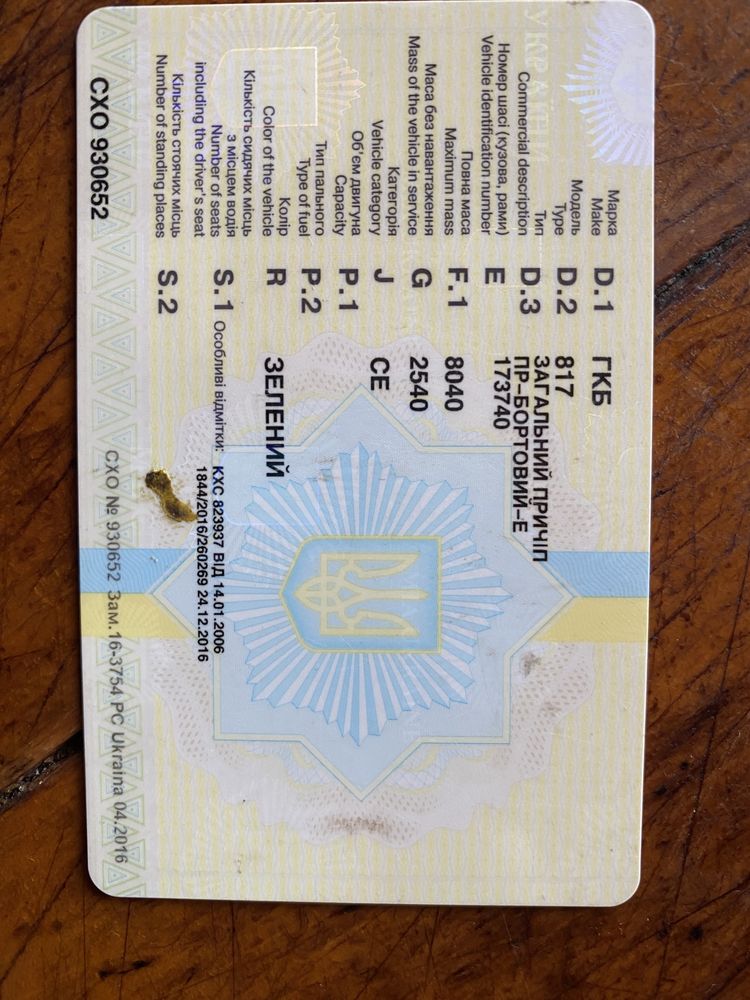 УКРАЇНА
Марка
Make D.1 ГКБ
Модель
Type D.2 817
Тип
Commercial description D.3 ЗАГАЛЬНИЙ ПРИЧІП
ПР-БОРТОВИЙ-Е
Номер шасі (кузова, рами)
Vehicle identification number E 173740
Повна маса
Maximum mass F.1 8040
Маса без навантаження
Mass of the vehicle in service G 2540
Категорія
Vehicle category J CE
Об'єм двигуна
Capacity P.1
Тип пального
Type of fuel P.2
Колір
Color of the vehicle R ЗЕЛЕНИЙ
Кількість сидячих місць
з місцем водія
Number of seats
including the driver's seat S.1 Особливі відмітки: КХС 823937 ВІД 14.01.2006
1844/2016/260269 24.12.2016
Кількість стоячих місць
Number of standing places S.2
СХО 930652
СХО № 930652 Зам.16-3754 РС Ukraina 04.2016